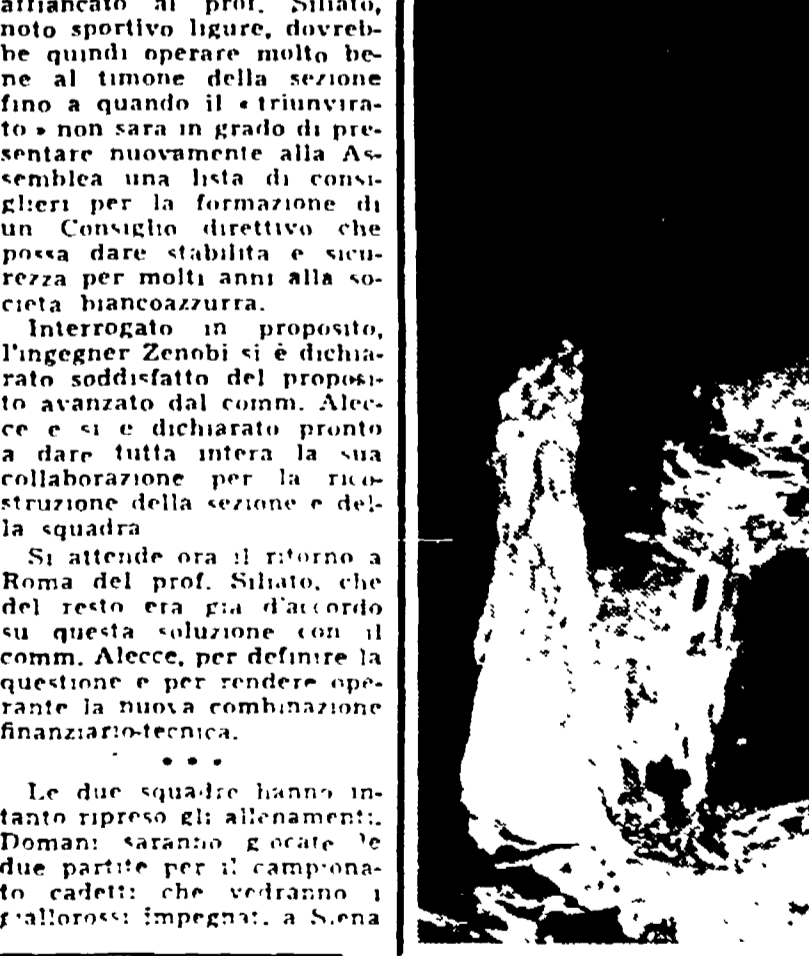 affiancato al prof. Siliato,
noto sportivo ligure, dovreb-
be quindi operare molto be-
ne al timone della sezione
fino a quando il « triunvira-
to » non sara in grado di pre-
sentare nuovamente alla As-
semblea una lista di consi-
glieri per la formazione di
un Consiglio direttivo che
possa dare stabilita e sicu-
rezza per molti anni alla so-
cieta biancoazzurra.
Interrogato in proposito,
l'ingegner Zenobi si è dichia-
rato soddisfatto del proposi-
to avanzato dal comm. Alec-
ce e si e dichiarato pronto
a dare tutta intera la sua
collaborazione per la rico-
struzione della sezione e del-
la squadra
Si attende ora il ritorno a
Roma del prof. Siliato, che
del resto era gia d'accordo
su questa soluzione con il
comm. Alecce, per definire la
questione e per rendere ope-
rante la nuova combinazione
finanziario-tecnica.
• • •
Le due squadre hanno in-
tanto ripreso gli allenamenti.
Domani saranno giocate le
due partite per il campiona-
to cadetti che vedranno i
giallorossi impegnati a Siena